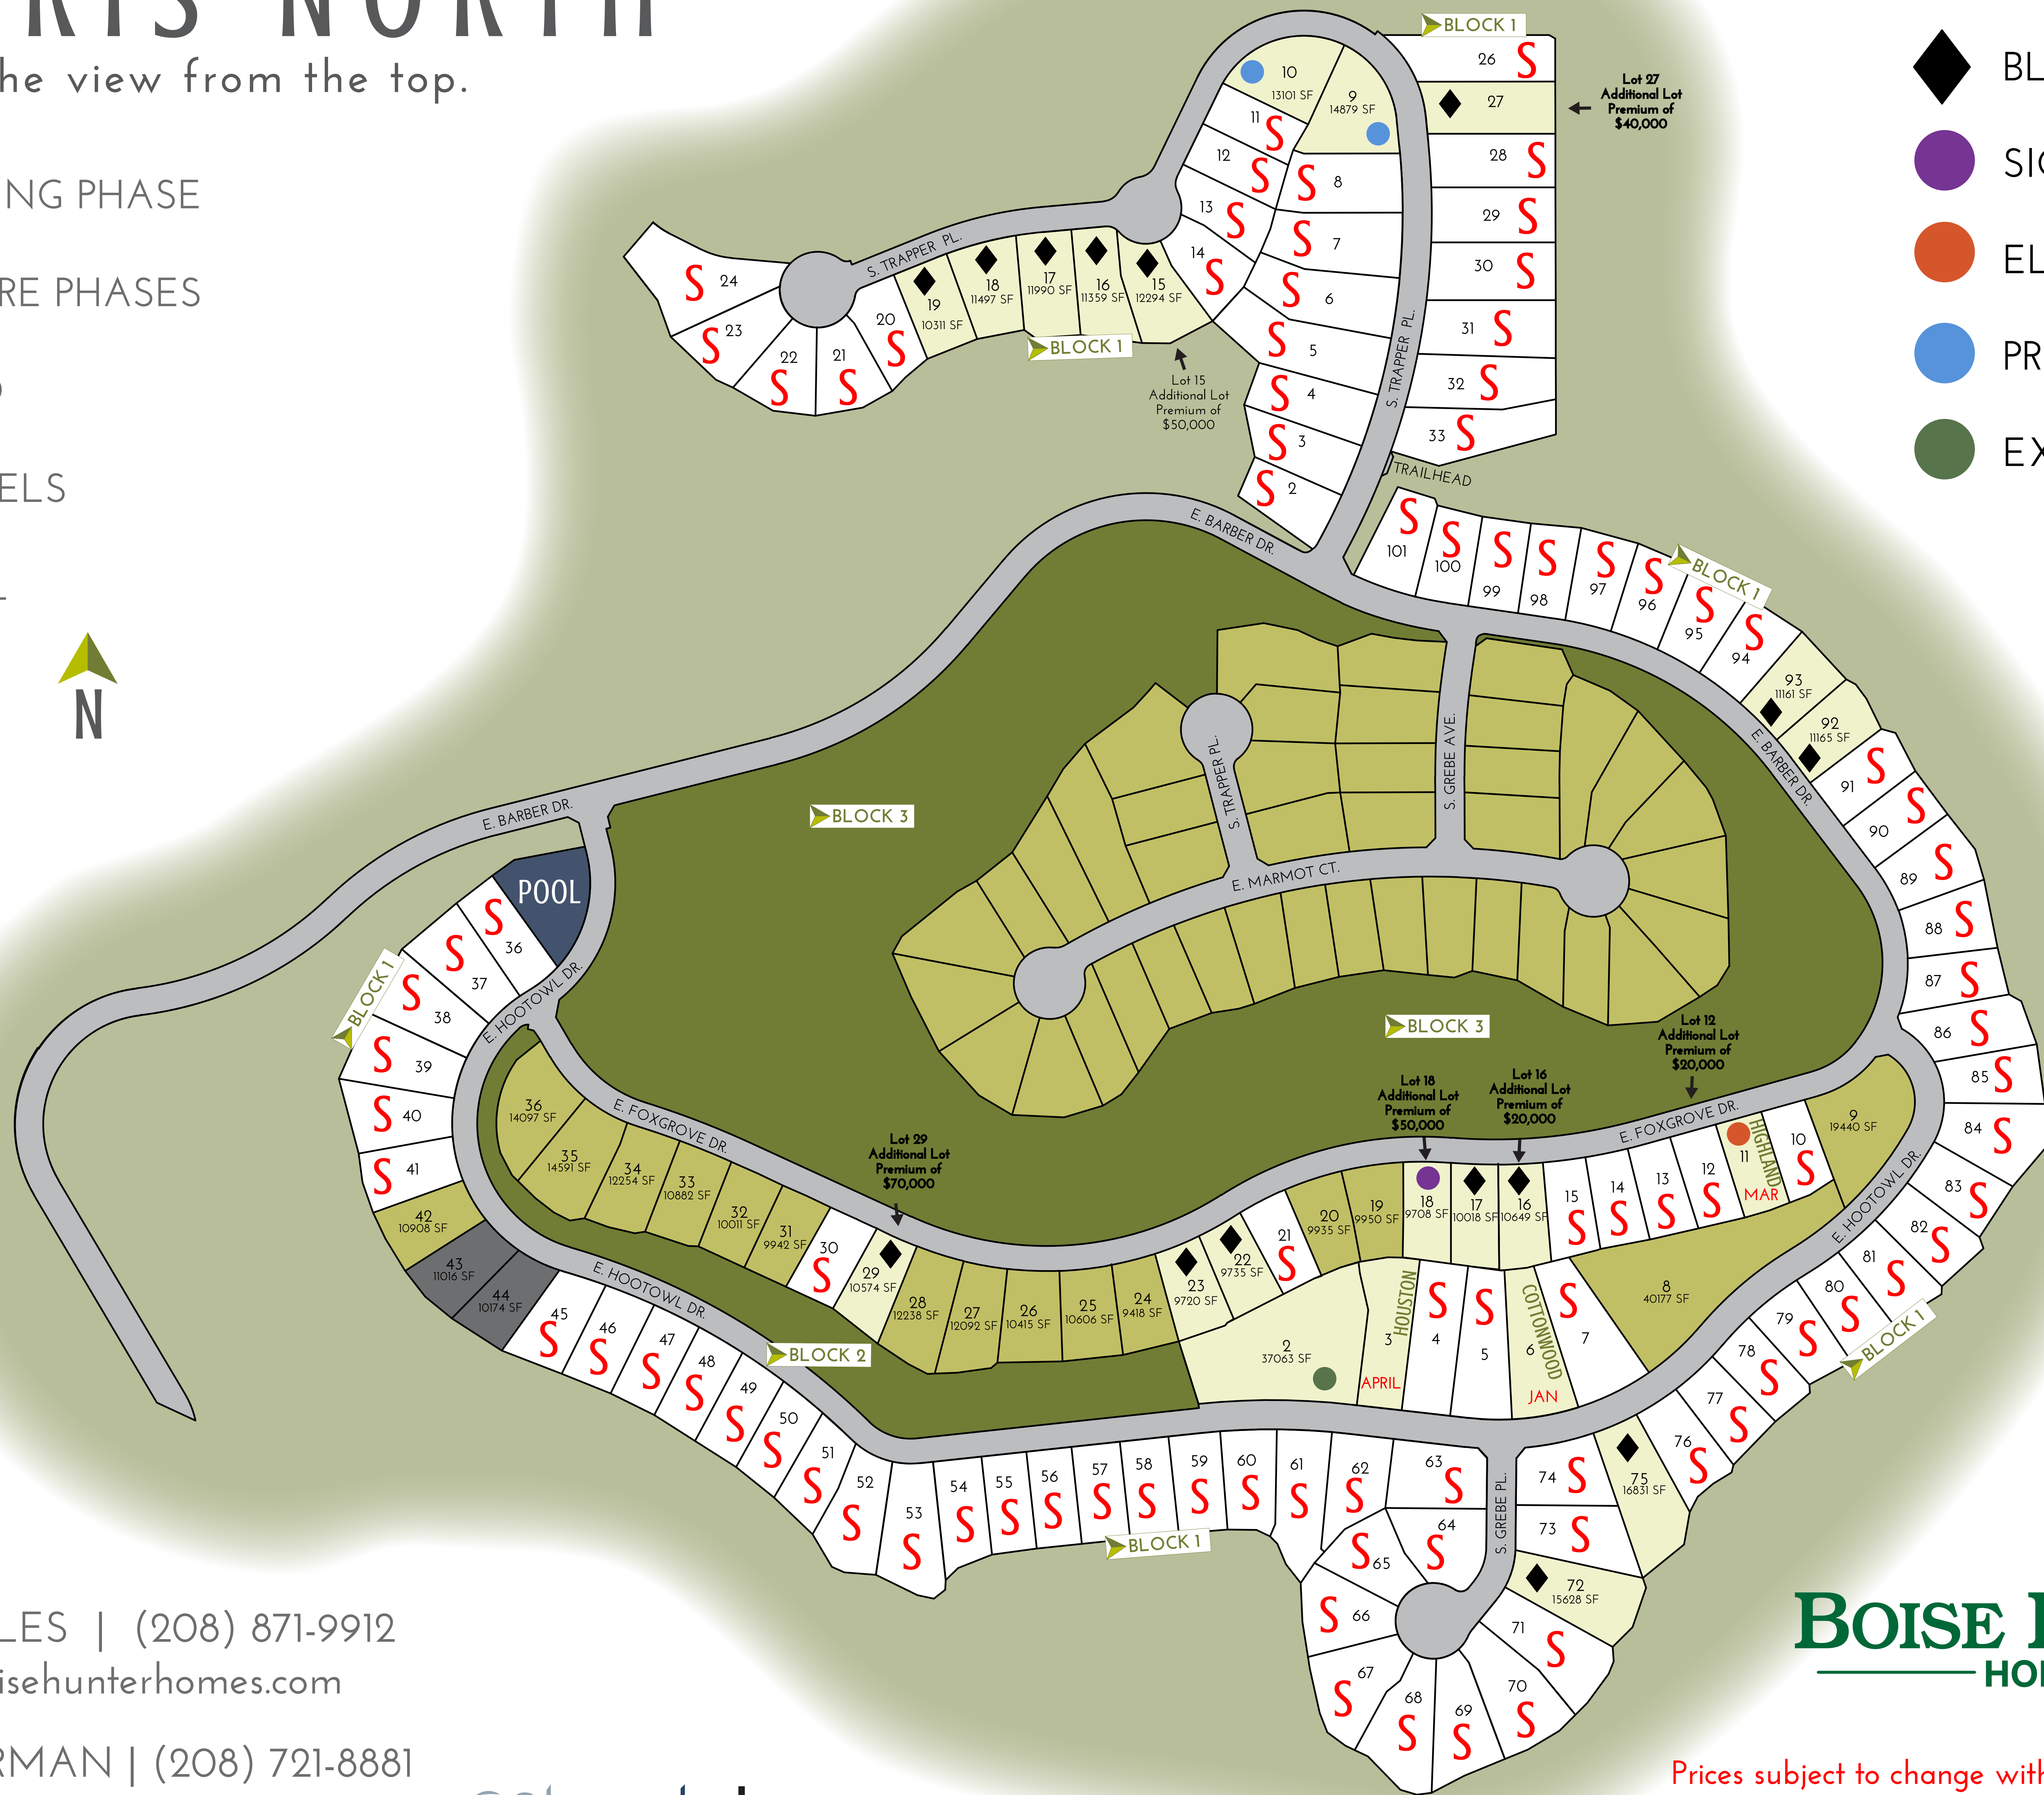 RIS NORTH
he view from the top.
NG PHASE
RE PHASES
ELS
N
BL
SIG
EL
PR
EX
BLOCK 1
26 S
27
Lot 27
Additional Lot
Premium of
$40,000
28 S
29 S
30 S
31 S
32 S
33 S
10
13101 SF
9
14879 SF
11 S
12 S
13 S
14 S
S 8
S 7
S 6
S 5
S 4
S 3
S 2
S. TRAPPER PL.
S. TRAPPER PL.
S 24
S 23
22 S
21 S
20 S
19
10311 SF
18
11497 SF
17
11990 SF
16
11359 SF
15
12294 SF
BLOCK 1
Lot 15
Additional Lot
Premium of
$50,000
TRAILHEAD
E. BARBER DR.
S 101
S 100
S 99
S 98
S 97
S 96
S 95
S 94
BLOCK 1
93
11161 SF
92
11165 SF
E. BARBER DR.
91 S
90 S
89 S
88 S
87 S
86 S
85 S
84 S
83 S
82 S
81 S
80 S
79 S
78 S
77 S
76 S
BLOCK 1
S. TRAPPER PL.
S. GREBE AVE.
E. MARMOT CT.
BLOCK 3
BLOCK 3
E. BARBER DR.
POOL
S 36
S 37
S 38
S 39
S 40
S 41
BLOCK 1
E. HOOTOWL DR.
42
10908 SF
43
11016 SF
44
10174 SF
36
14097 SF
35
14591 SF
34
12254 SF
33
10882 SF
32
10011 SF
31
9942 SF
30 S
29
10574 SF
28
12238 SF
27
12092 SF
26
10415 SF
25
10606 SF
24
9418 SF
23
9720 SF
22
9735 SF
21 S
20
9935 SF
19
9950 SF
18
9708 SF
17
10018 SF
16
10649 SF
15 S
14 S
13 S
12 S
11
HIGHLAND
MAR
10 S
9
19440 SF
8
40177 SF
E. FOXGROVE DR.
Lot 29
Additional Lot
Premium of
$70,000
Lot 18
Additional Lot
Premium of
$50,000
Lot 16
Additional Lot
Premium of
$20,000
Lot 12
Additional Lot
Premium of
$20,000
E. FOXGROVE DR.
E. HOOTOWL DR.
2
37063 SF
3
HOUSTON
APRIL
S 4
S 5
6
COTTONWOOD
JAN
S 7
E. HOOTOWL DR.
BLOCK 2
45 S
46 S
47 S
48 S
49 S
50 S
51 S
52 S
53 S
54 S
55 S
56 S
57 S
58 S
59 S
60 S
61 S
62 S
63 S
64 S
S 65
S 66
67 S
68 S
69 S
70 S
71 S
72
15628 SF
73 S
74 S
75
16831 SF
S. GREBE PL.
BLOCK 1
LES | (208) 871-9912
isehunterhomes.com
RMAN | (208) 721-8881
BOISE
HO
Prices subject to change with